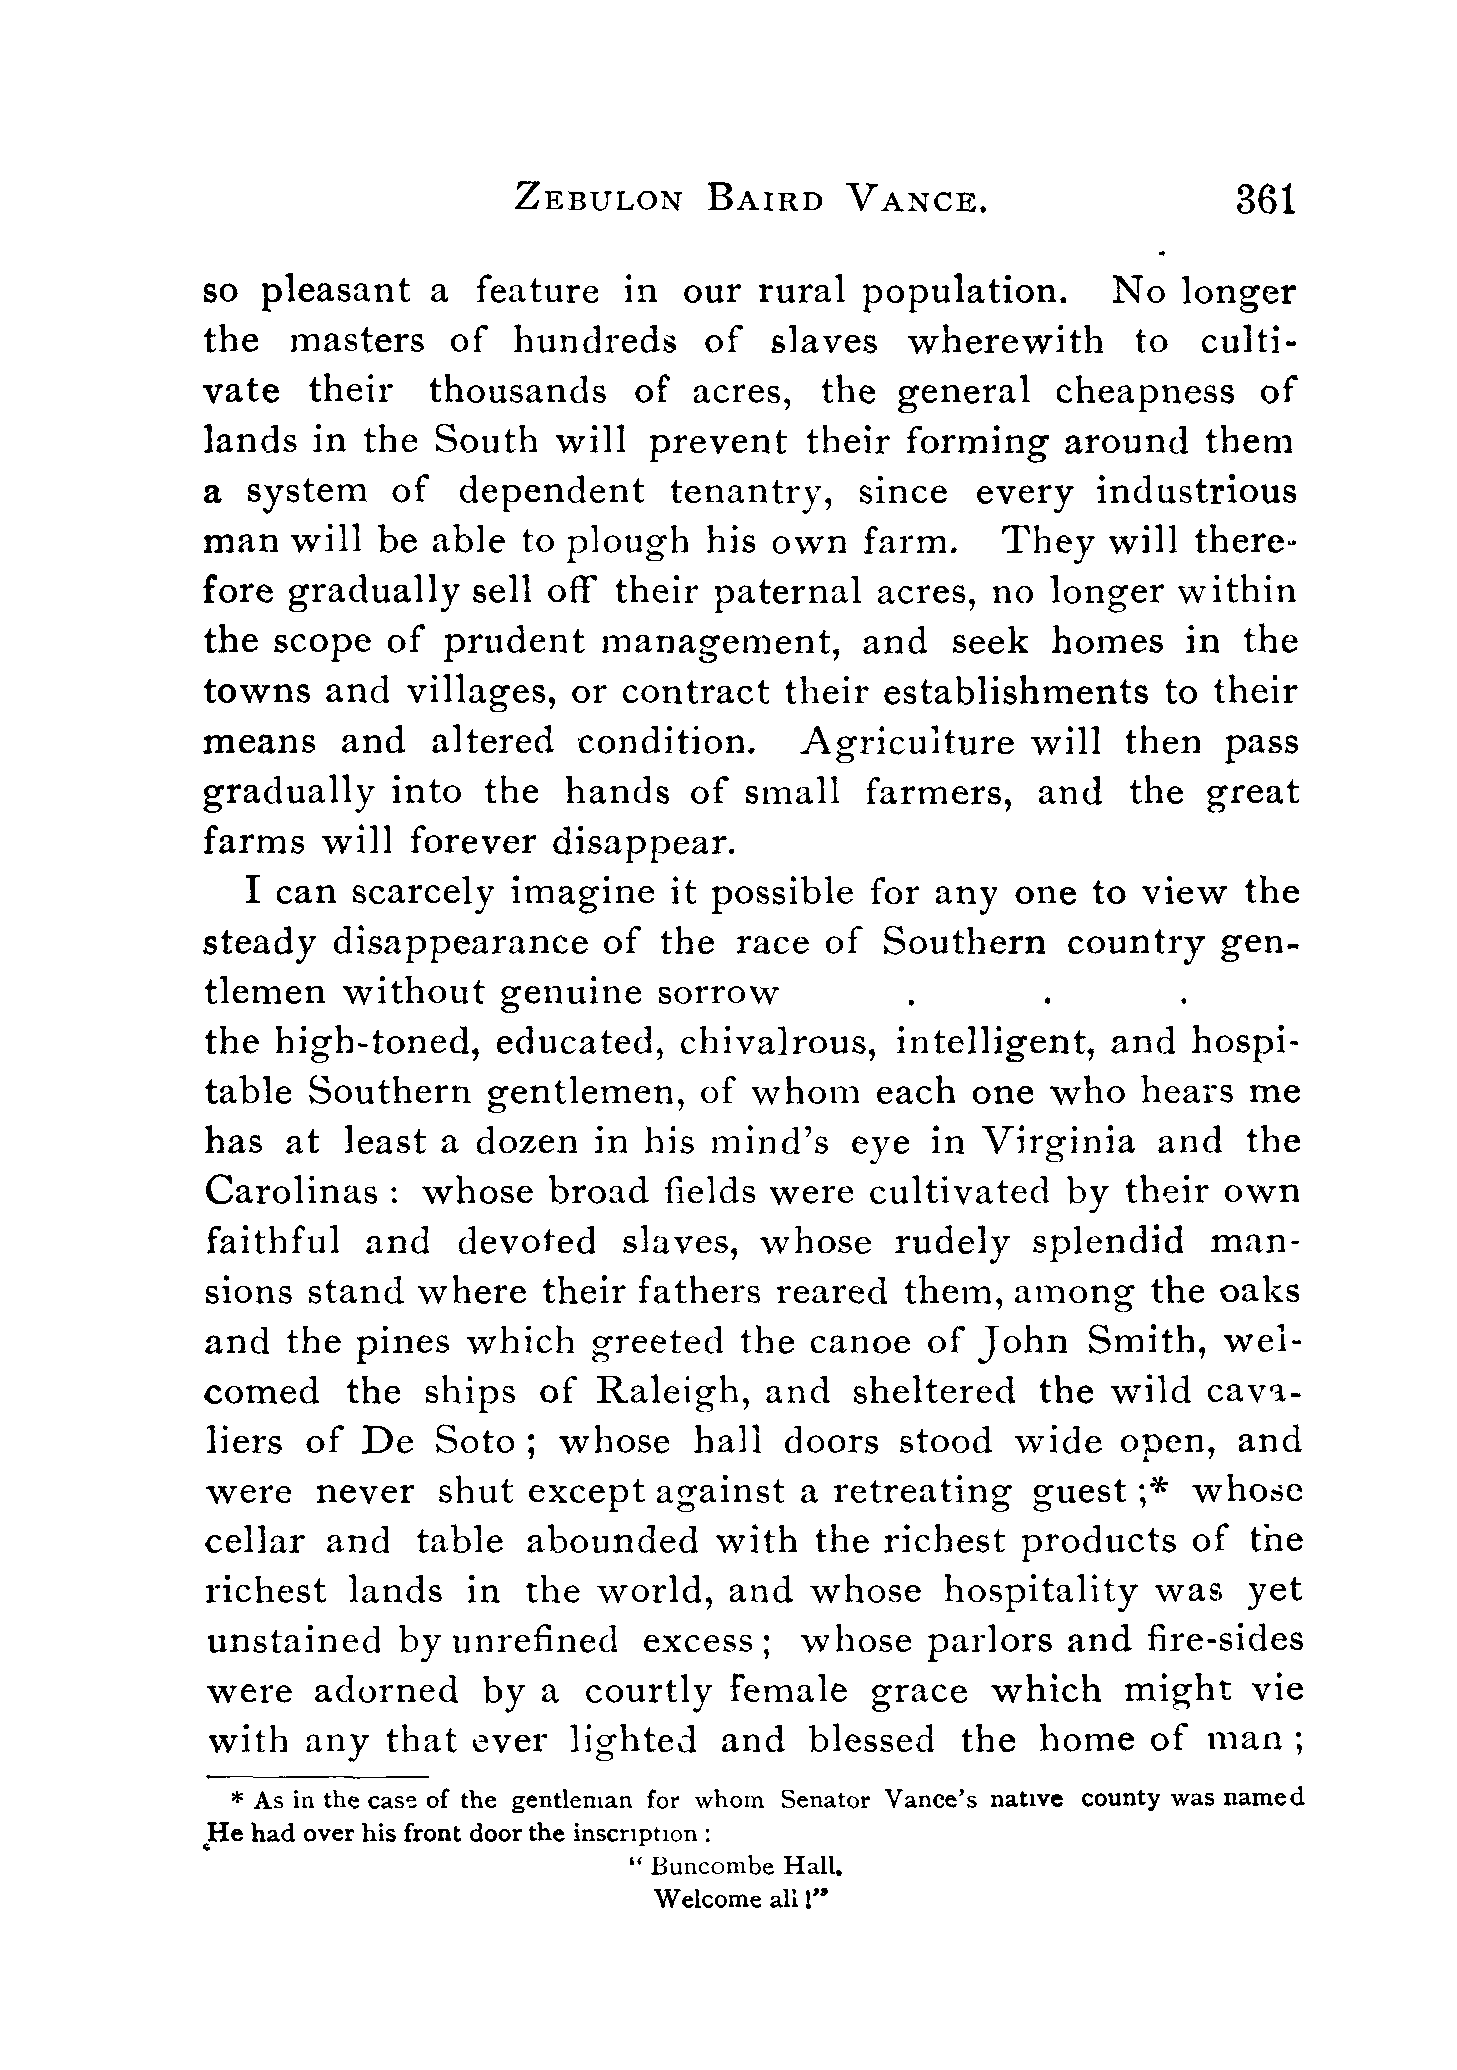 Zebulon Baird Vance. 361
so pleasant a feature in our rural population. No longer
the masters of hundreds of slaves wherewith to culti-
vate their thousands of acres, the general cheapness of
lands in the South will prevent their forming around them
a system of dependent tenantry, since every industrious
man will be able to plough his own farm. They will there-
fore gradually sell off their paternal acres, no longer within
the scope of prudent management, and seek homes in the
towns and villages, or contract their establishments to their
means and altered condition. Agriculture will then pass
gradually into the hands of small farmers, and the great
farms will forever disappear.
I can scarcely imagine it possible for any one to view the
steady disappearance of the race of Southern country gen-
tlemen without genuine sorrow . . .
the high-toned, educated, chivalrous, intelligent, and hospi-
table Southern gentlemen, of whom each one who hears me
has at least a dozen in his mind's eye in Virginia and the
Carolinas : whose broad fields were cultivated by their own
faithful and devoted slaves, whose rudely splendid man-
sions stand where their fathers reared them, among the oaks
and the pines which greeted the canoe of John Smith, wel-
comed the ships of Raleigh, and sheltered the wild cava-
liers of De Soto ; whose hall doors stood wide open, and
were never shut except against a retreating guest ;* whose
cellar and table abounded with the richest products of the
richest lands in the world, and whose hospitality was yet
unstained by unrefined excess ; whose parlors and fire-sides
were adorned by a courtly female grace which might vie
with any that ever lighted and blessed the home of man ;
* As in the case of the gentleman for whom Senator Vance's native county was named
He had over his front door the inscription :
" Buncombe Hall.
Welcome all !"